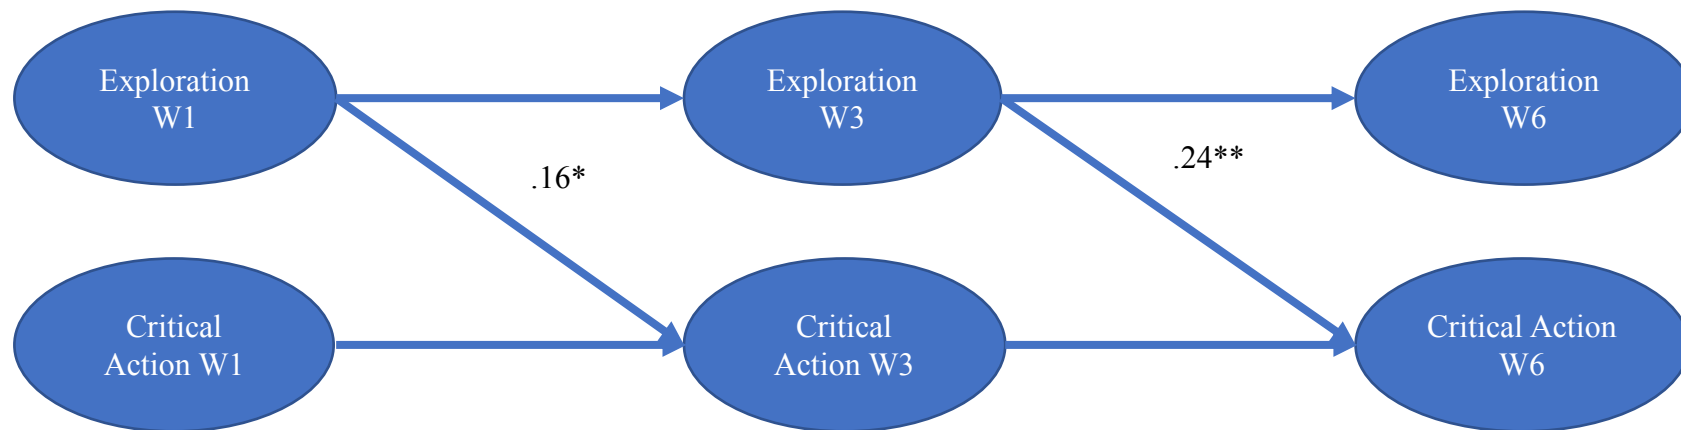 Exploration
W1
Exploration
W3
Exploration
W6
.16*
.24**
Critical
Action W1
Critical
Action W3
Critical Action
W6